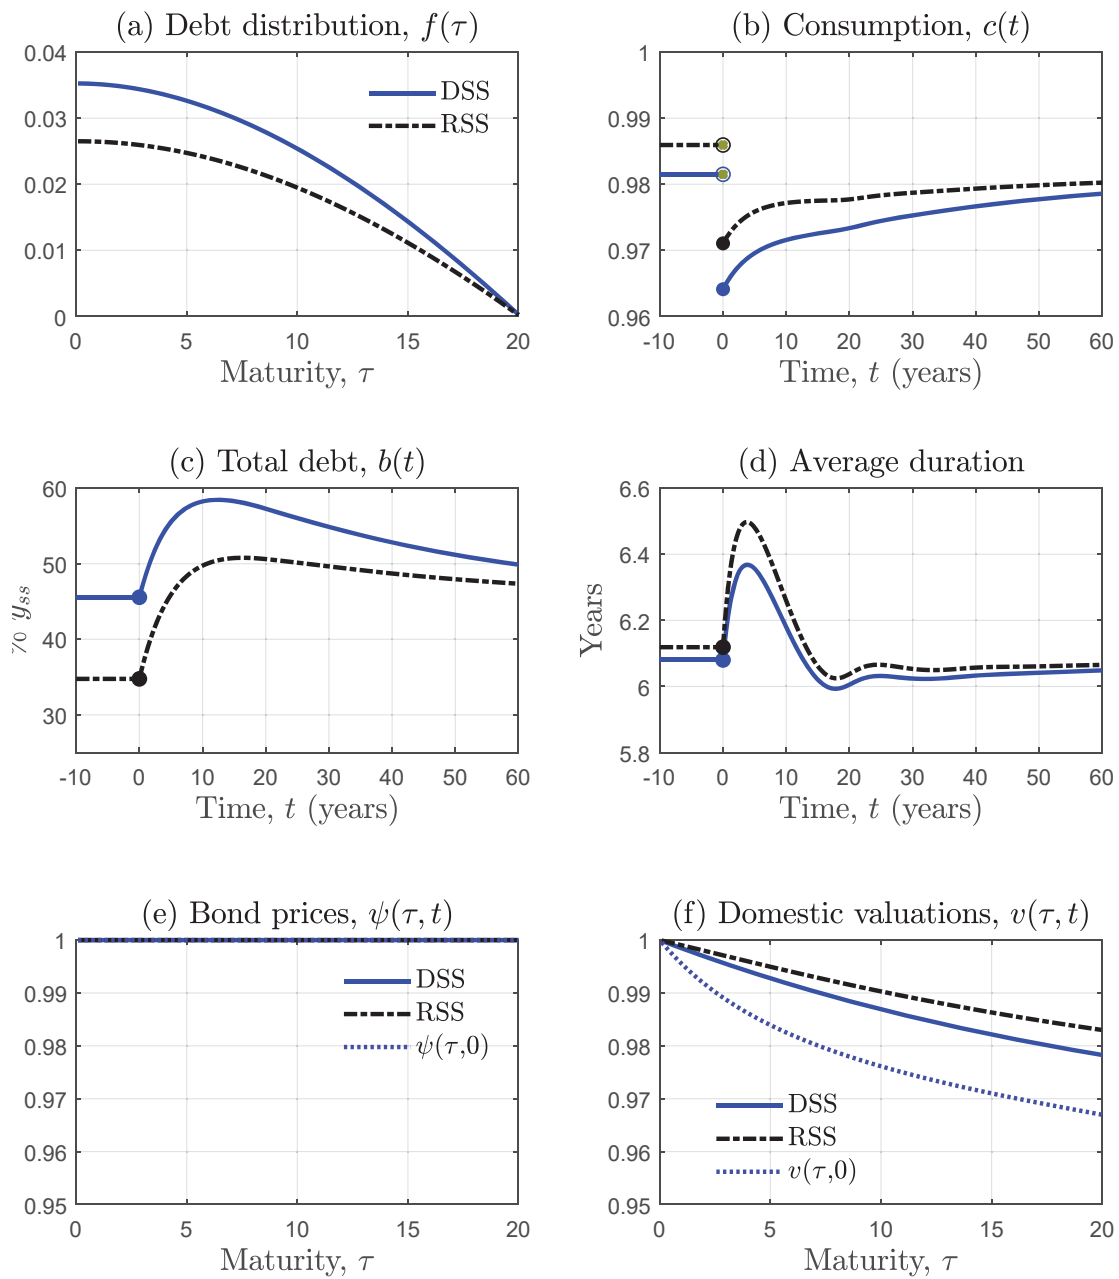 (a) Debt distribution, f(τ)
0.04
0.03
0.02
0.01
0
DSS
RSS
0 5 10 15 20
Maturity, τ
(b) Consumption, c(t)
1
0.99
0.98
0.97
0.96
-10 0 10 20 30 40 50 60
Time, t (years)
(c) Total debt, b(t)
60
50
40
30
% y_ss
-10 0 10 20 30 40 50 60
Time, t (years)
(d) Average duration
6.6
6.4
6.2
6
5.8
Years
-10 0 10 20 30 40 50 60
Time, t (years)
(e) Bond prices, ψ(τ, t)
1
0.99
0.98
0.97
0.96
0.95
DSS
RSS
ψ(τ,0)
0 5 10 15 20
Maturity, τ
(f) Domestic valuations, v(τ, t)
1
0.99
0.98
0.97
0.96
0.95
DSS
RSS
v(τ,0)
0 5 10 15 20
Maturity, τ